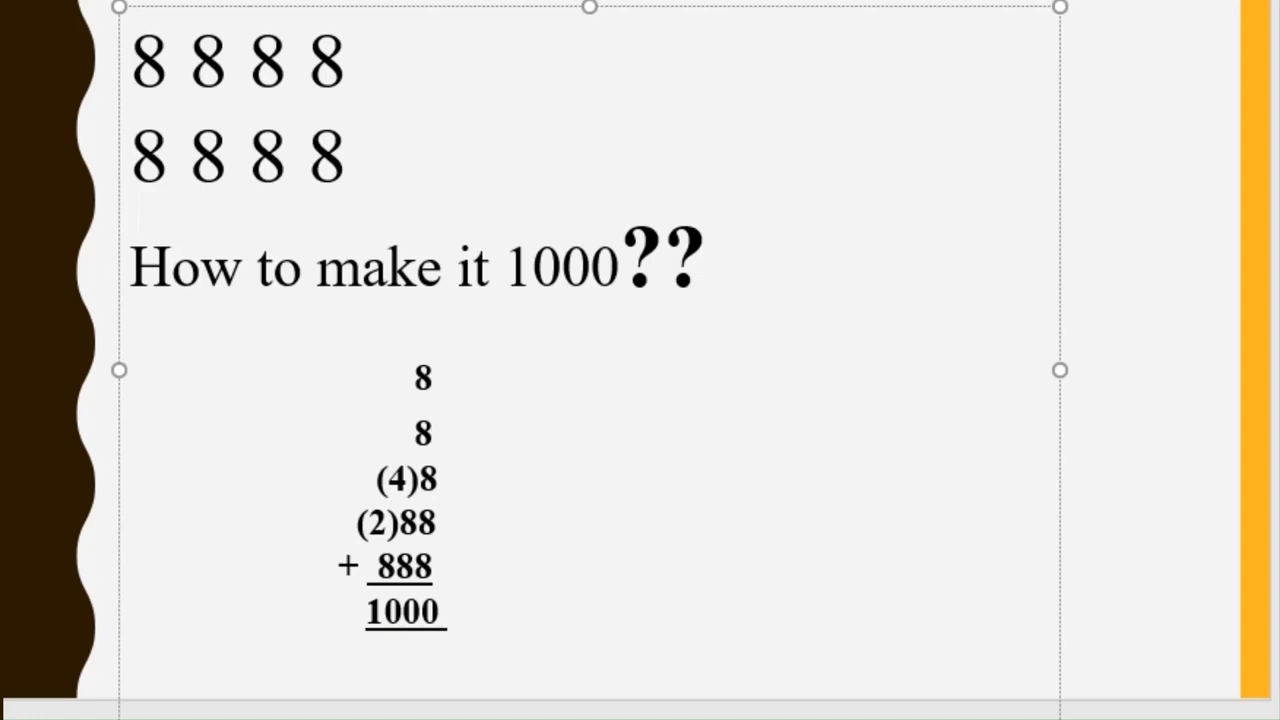 8 8 8 8
8 8 8 8
How to make it 1000??
8
8
(4)8
(2)88
+ 888
1000